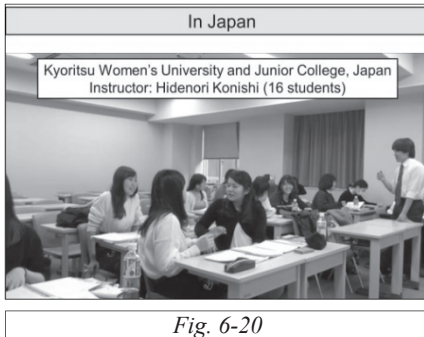 In Japan
Kyoritsu Women's University and Junior College, Japan
Instructor: Hidenori Konishi (16 students)
Fig. 6-20